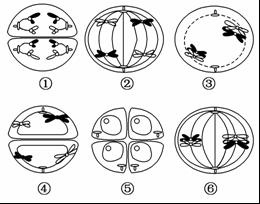 ① ② ③
④ ⑤ ⑥